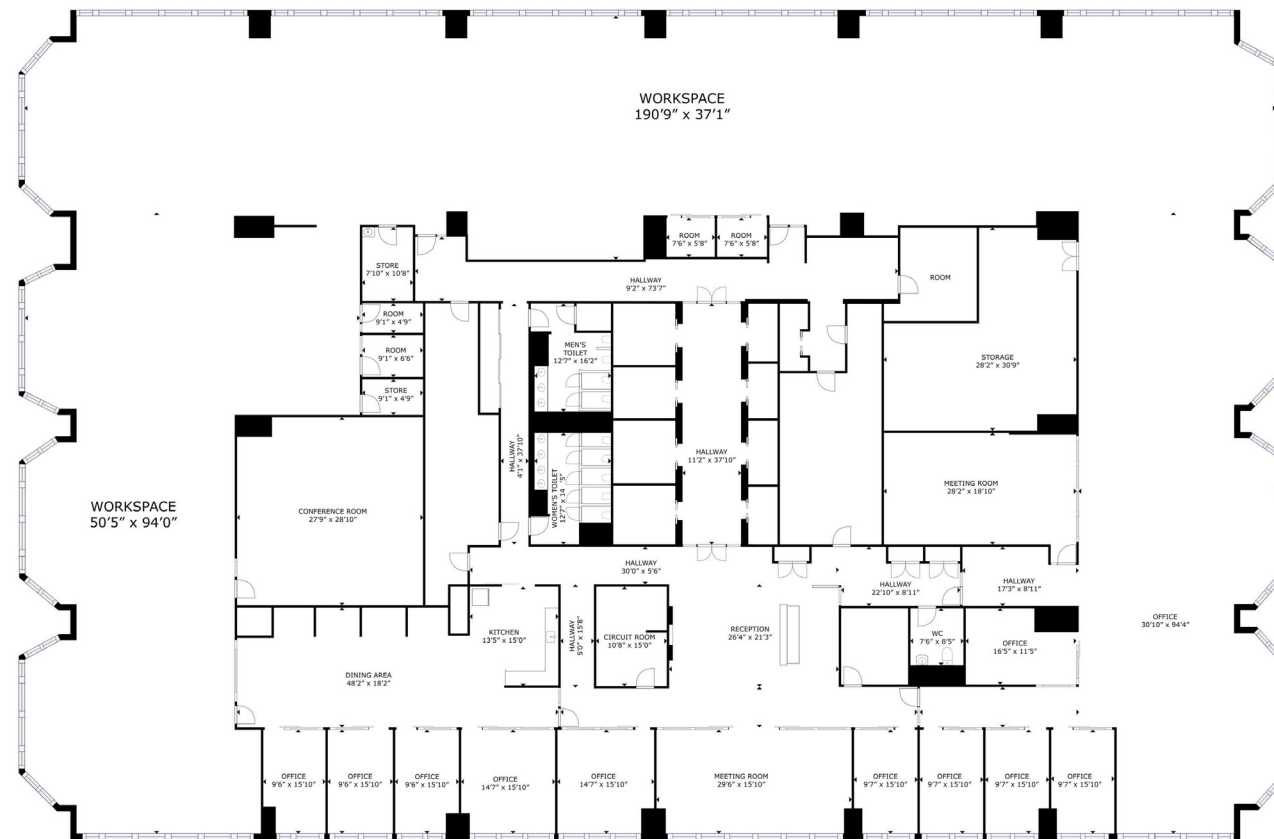 WORKSPACE
190'9" x 37'1"
ROOM
7'6" x 5'8"
ROOM
7'6" x 5'8"
STORE
7'10" x 10'8"
HALLWAY
9'2" x 73'7"
ROOM
ROOM
9'1" x 4'9"
ROOM
9'1" x 6'6"
STORE
9'1" x 4'9"
MEN'S
TOILET
12'7" x 16'2"
STORAGE
28'2" x 30'9"
HALLWAY
4'1" x 37'10"
WOMEN'S TOILET
12'7" x 14 '5"
HALLWAY
11'2" x 37'10"
MEETING ROOM
28'2" x 18'10"
WORKSPACE
50'5" x 94'0"
CONFERENCE ROOM
27'9" x 28'10"
HALLWAY
30'0" x 5'6"
HALLWAY
22'10" x 8'11"
HALLWAY
17'3" x 8'11"
OFFICE
30'10" x 94'4"
KITCHEN
13'5" x 15'0"
HALLWAY
5'0" x 15'8"
CIRCUIT ROOM
10'8" x 15'0"
RECEPTION
26'4" x 21'3"
WC
7'6" x 8'5"
OFFICE
16'5" x 11'5"
DINING AREA
48'2" x 18'2"
OFFICE
9'6" x 15'10"
OFFICE
9'6" x 15'10"
OFFICE
9'6" x 15'10"
OFFICE
14'7" x 15'10"
OFFICE
14'7" x 15'10"
MEETING ROOM
29'6" x 15'10"
OFFICE
9'7" x 15'10"
OFFICE
9'7" x 15'10"
OFFICE
9'7" x 15'10"
OFFICE
9'7" x 15'10"